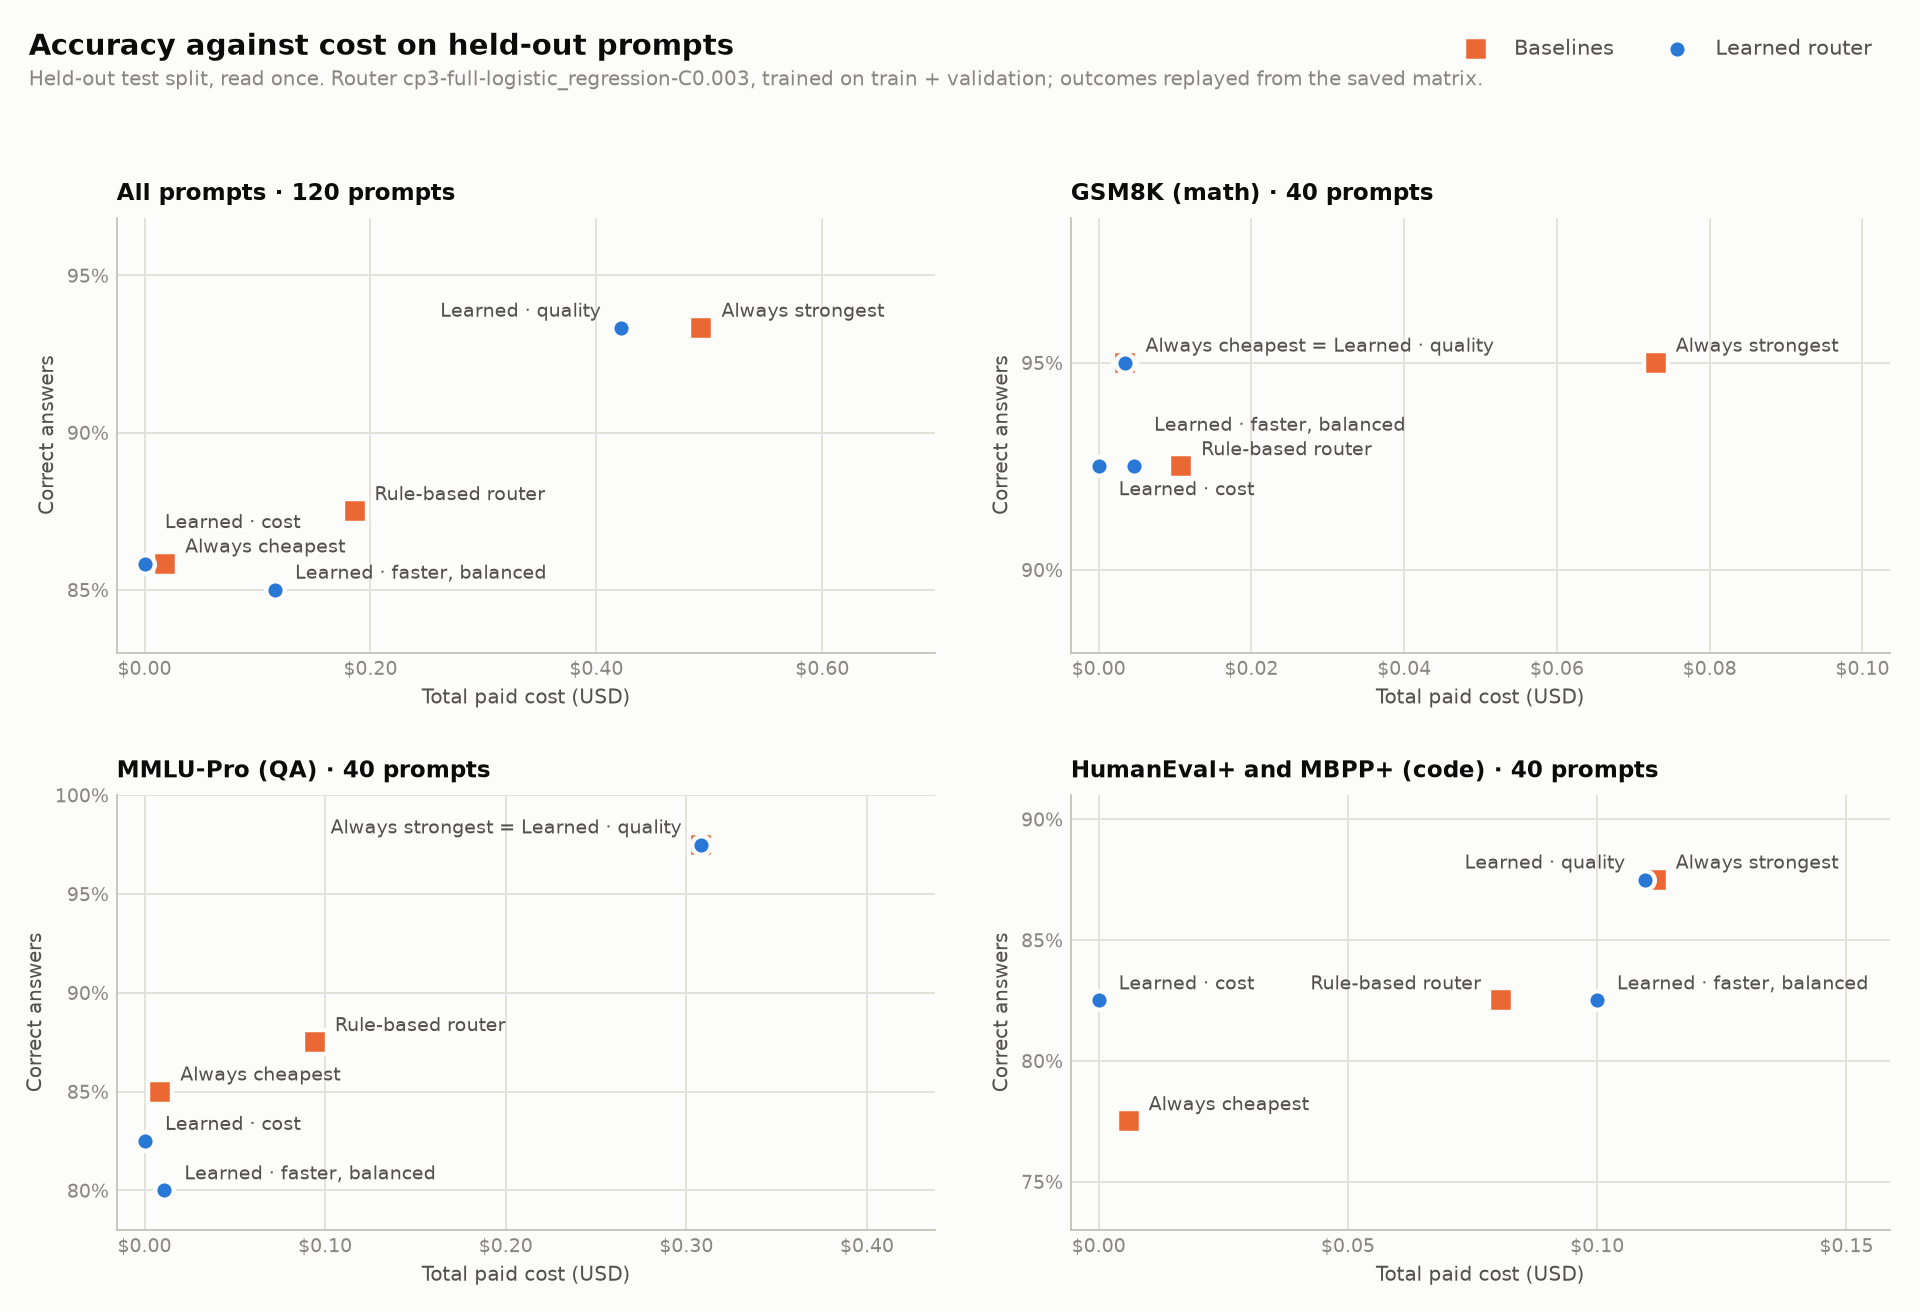 Accuracy against cost on held-out prompts
Baselines
Learned router
Held-out test split, read once. Router cp3-full-logistic_regression-C0.003, trained on train + validation; outcomes replayed from the saved matrix.
All prompts · 120 prompts
Correct answers
95%
90%
85%
Learned · quality
Always strongest
Rule-based router
Learned · cost
Always cheapest
Learned · faster, balanced
$0.00
$0.20
$0.40
$0.60
Total paid cost (USD)
GSM8K (math) · 40 prompts
Correct answers
95%
90%
Always cheapest = Learned · quality
Always strongest
Learned · faster, balanced
Rule-based router
Learned · cost
$0.00
$0.02
$0.04
$0.06
$0.08
$0.10
Total paid cost (USD)
MMLU-Pro (QA) · 40 prompts
Correct answers
100%
95%
90%
85%
80%
Always strongest = Learned · quality
Rule-based router
Always cheapest
Learned · cost
Learned · faster, balanced
$0.00
$0.10
$0.20
$0.30
$0.40
Total paid cost (USD)
HumanEval+ and MBPP+ (code) · 40 prompts
Correct answers
90%
85%
80%
75%
Learned · quality
Always strongest
Learned · cost
Rule-based router
Learned · faster, balanced
Always cheapest
$0.00
$0.05
$0.10
$0.15
Total paid cost (USD)